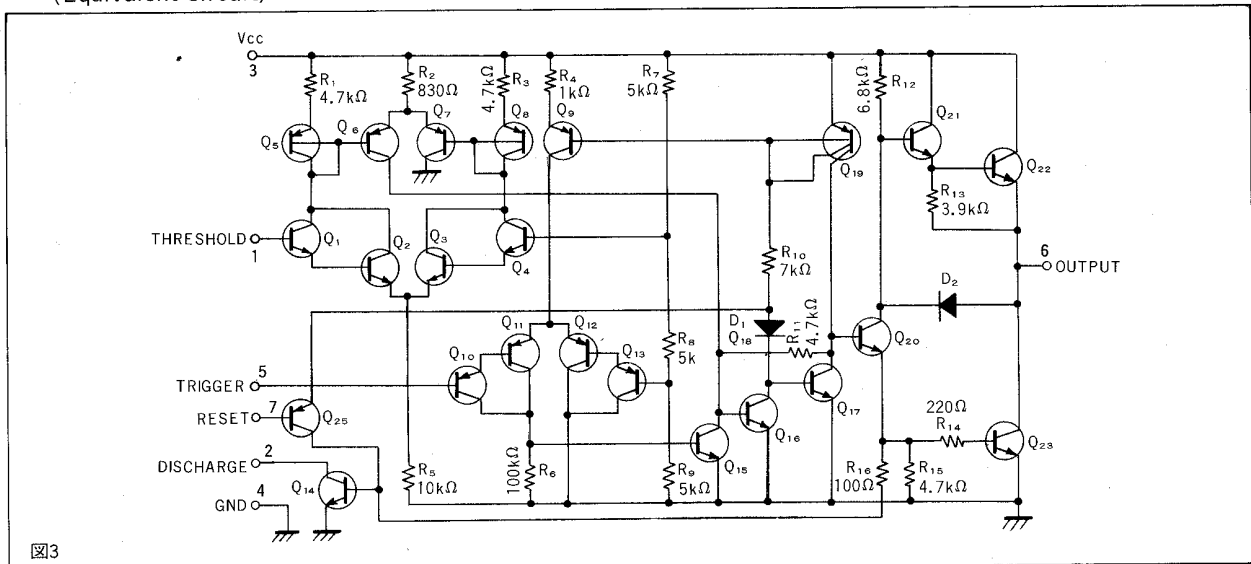 (Equivalent Circuit)
Vcc
3
R1
4.7kΩ
R2
830Ω
4.7kΩ
R3
R4
1kΩ
R7
5kΩ
6.8kΩ
R12
Q5
Q6
Q7
Q8
Q9
Q19
Q21
Q22
R13
3.9kΩ
THRESHOLD
1
Q1
Q2
Q3
Q4
R10
7kΩ
6
OUTPUT
D2
Q11
Q12
D1
Q18
R11
4.7kΩ
Q20
Q10
Q13
R8
5k
TRIGGER
5
RESET
7
Q25
Q17
Q16
Q15
220Ω
R14
Q23
DISCHARGE
2
Q14
GND
4
R5
10kΩ
100kΩ
R6
R9
5kΩ
R16
100Ω
R15
4.7kΩ
図3